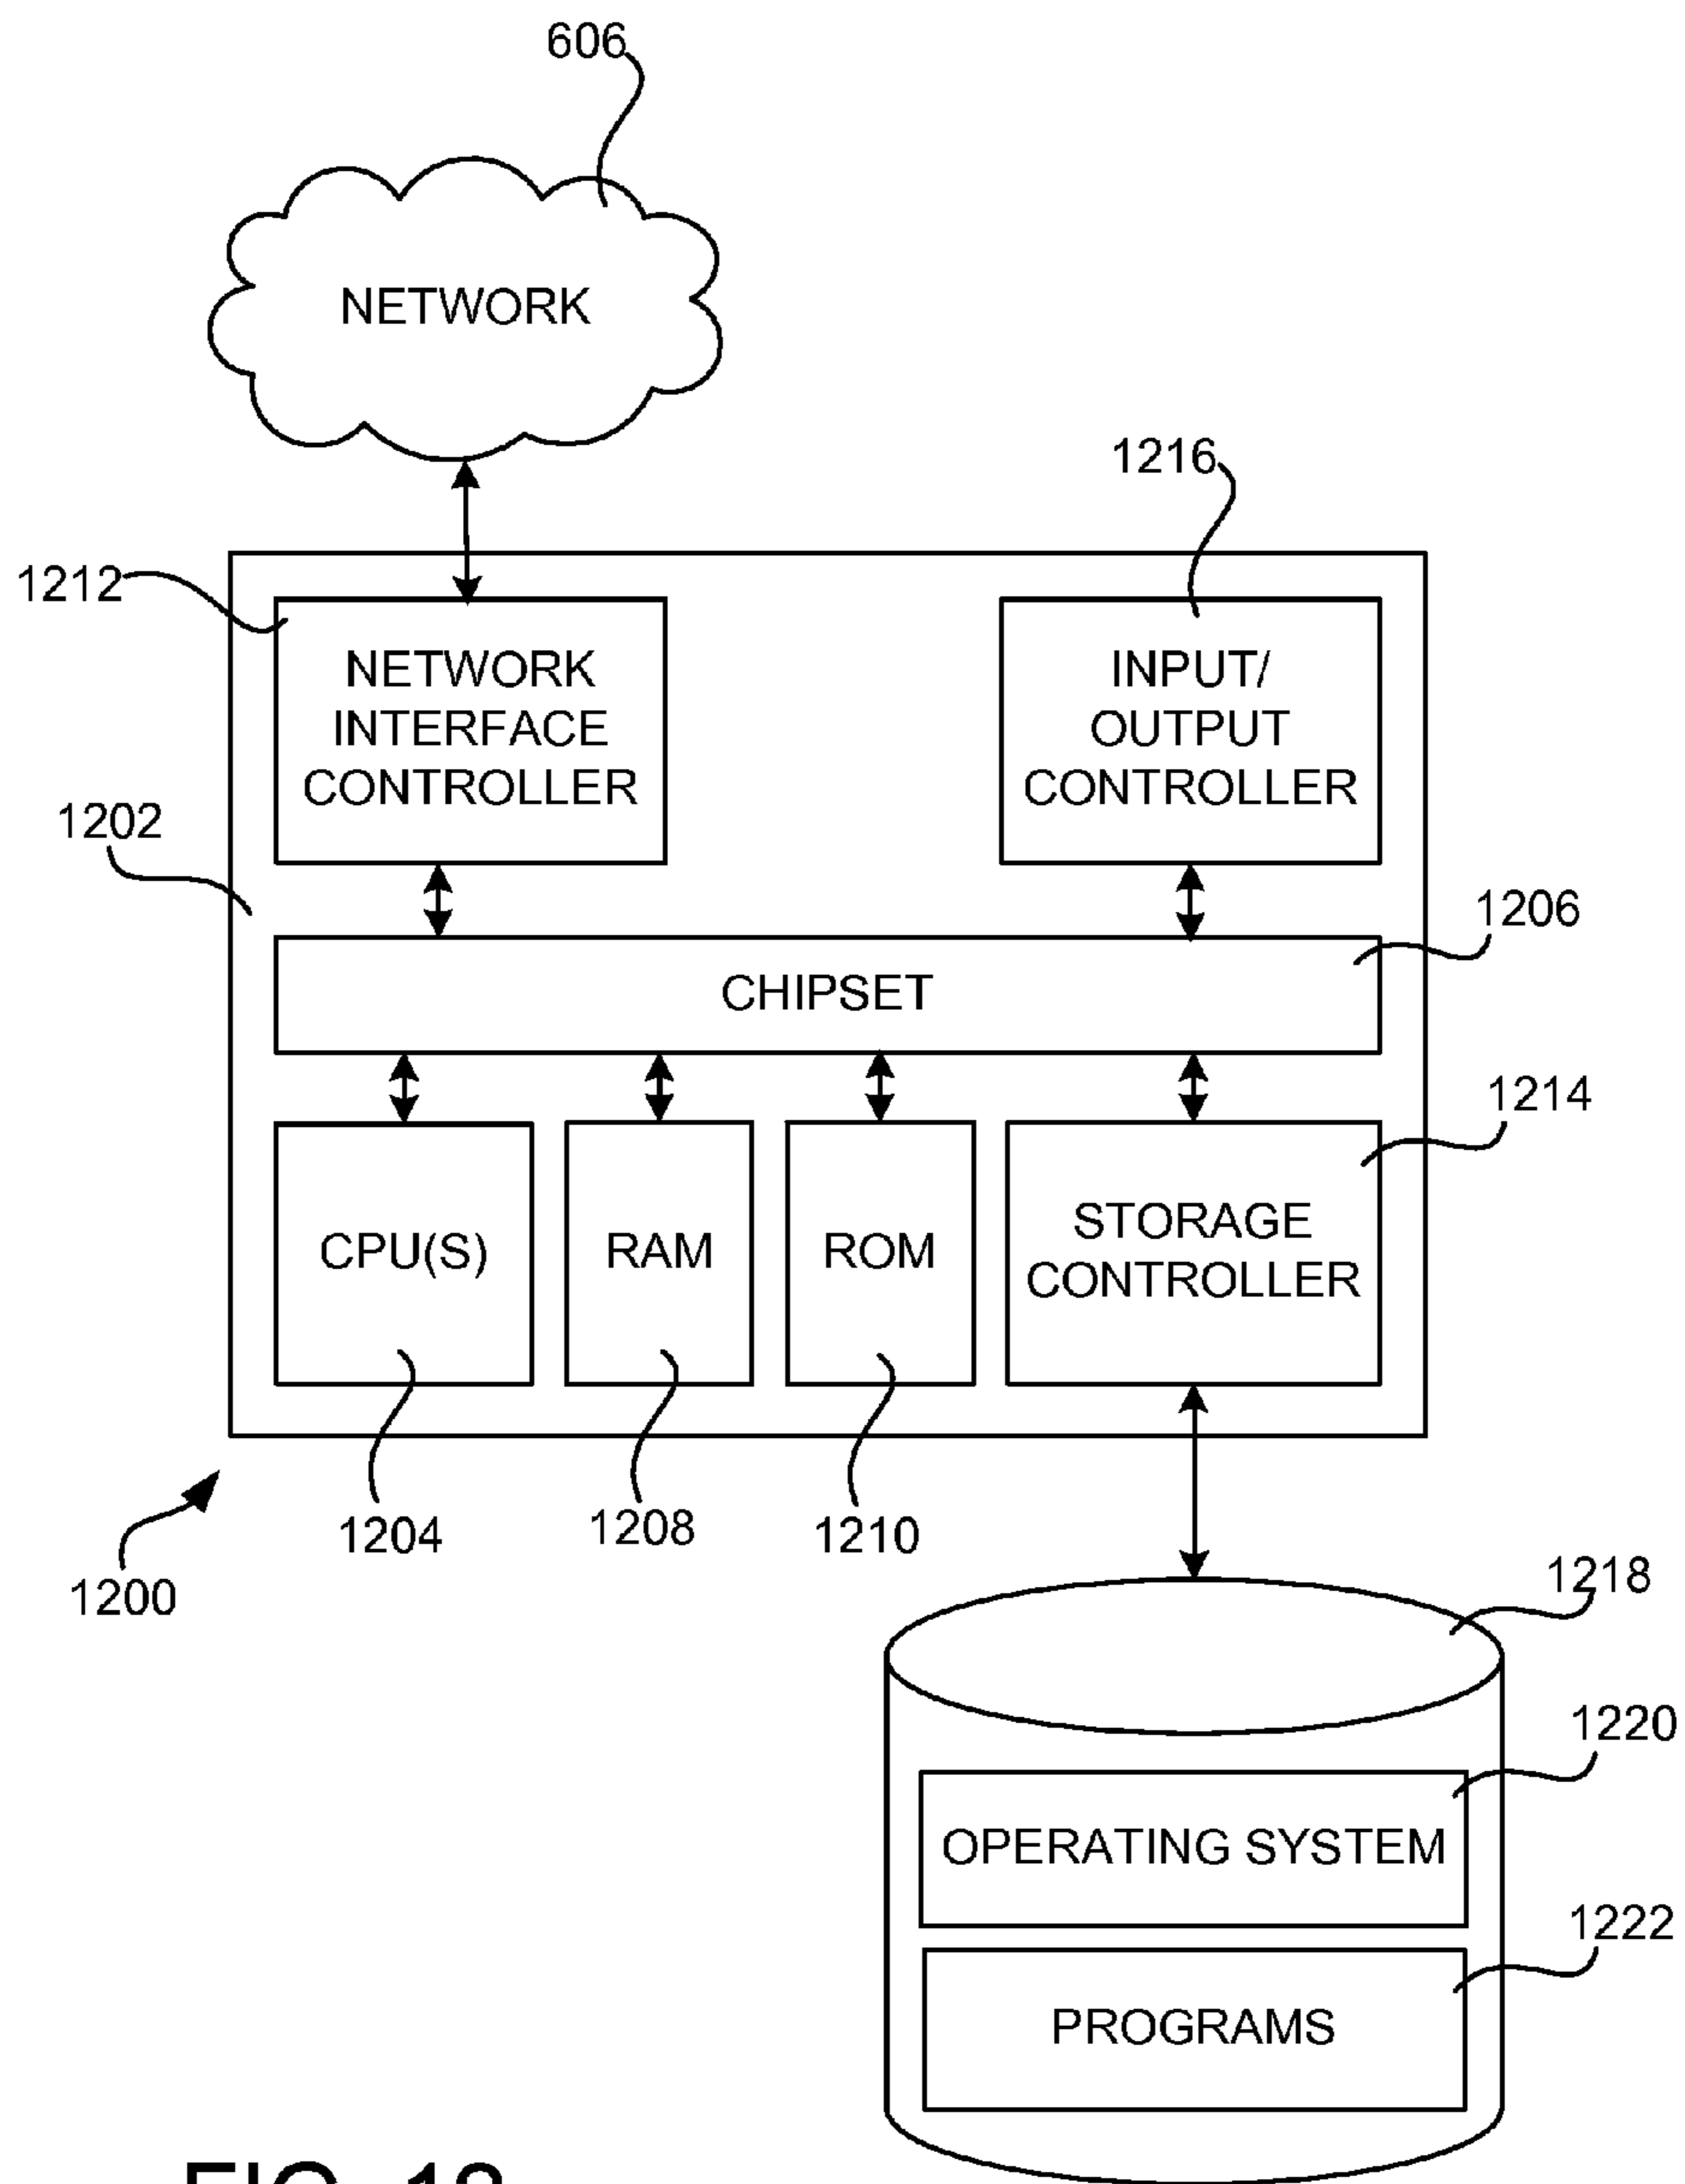 606
NETWORK
1216
1212
NETWORK
INTERFACE
CONTROLLER
INPUT/
OUTPUT
CONTROLLER
1202
1206
CHIPSET
1214
CPU(S)
RAM
ROM
STORAGE
CONTROLLER
1204
1208
1210
1200
1218
1220
OPERATING SYSTEM
1222
PROGRAMS
FIG.